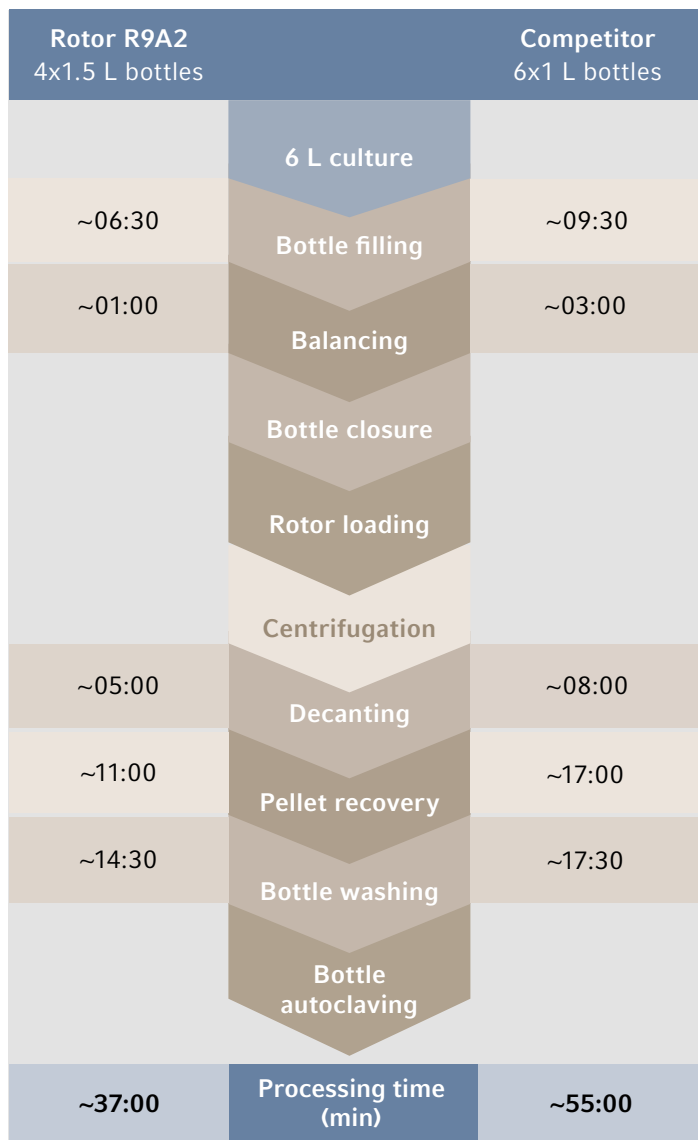 Rotor R9A2
4x1.5 L bottles
Competitor
6x1 L bottles
6 L culture
~06:30
Bottle filling
~09:30
~01:00
Balancing
~03:00
Bottle closure
Rotor loading
Centrifugation
~05:00
Decanting
~08:00
~11:00
Pellet recovery
~17:00
~14:30
Bottle washing
~17:30
Bottle
autoclaving
~37:00
Processing time
(min)
~55:00